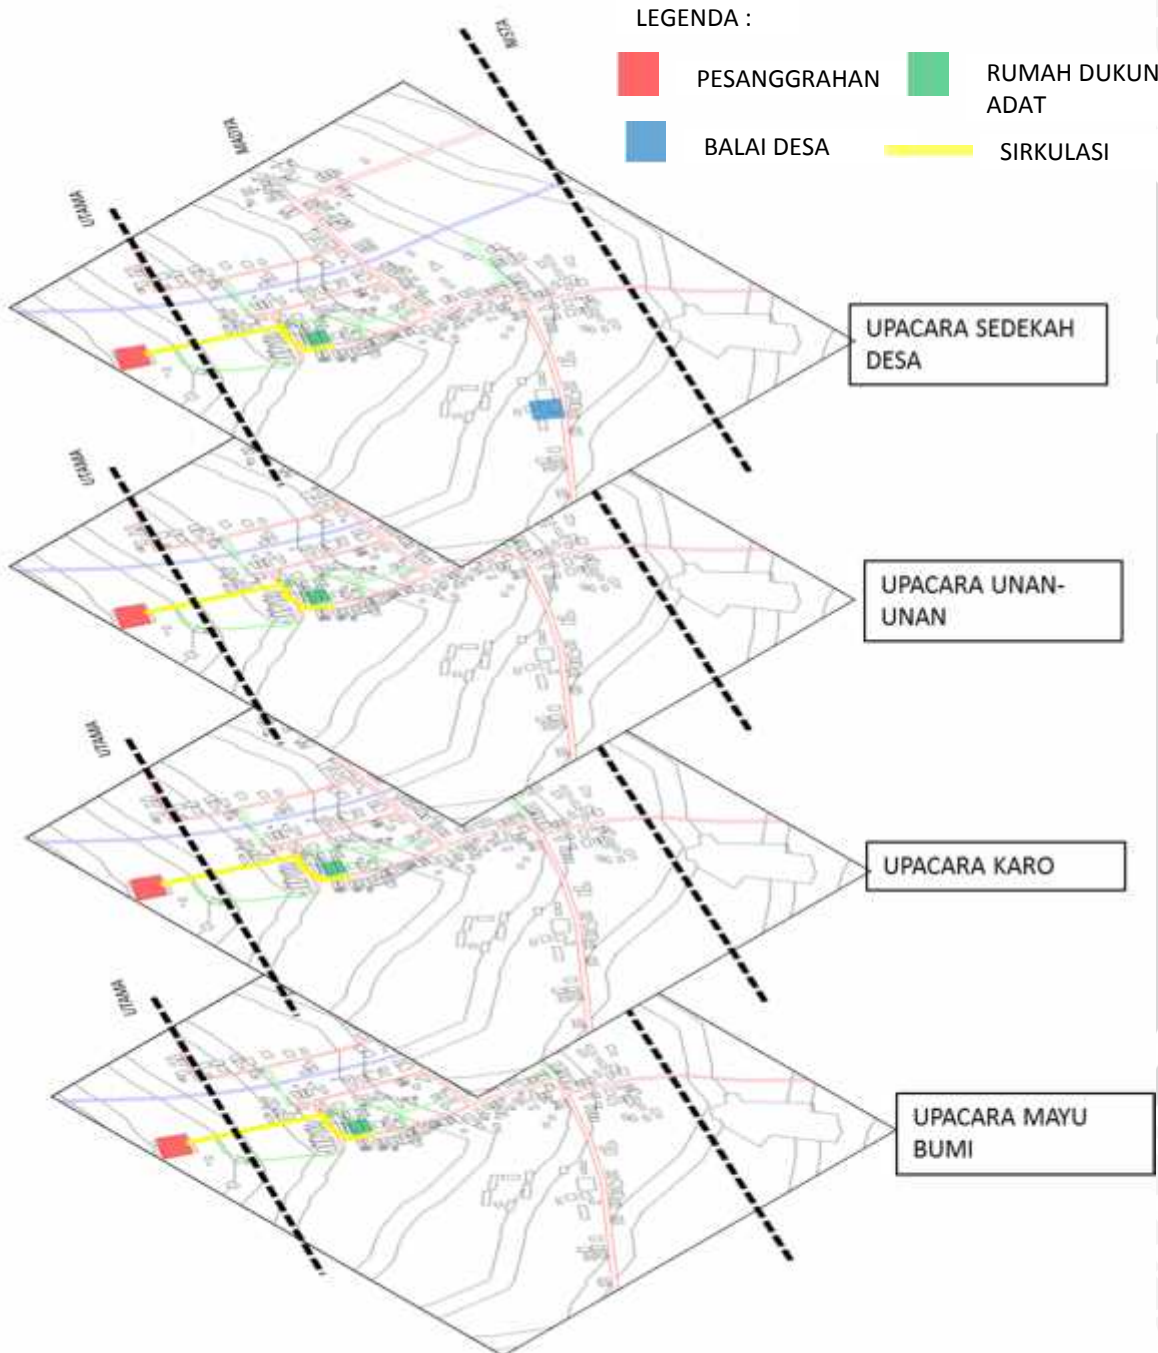 LEGENDA :
PESANGGRAHAN
RUMAH DUKUN
ADAT
BALAI DESA
SIRKULASI
NISTA
MADYA
UTAMA
UPACARA SEDEKAH
DESA
UTAMA
UPACARA UNAN-
UNAN
UTAMA
UPACARA KARO
UTAMA
UPACARA MAYU
BUMI